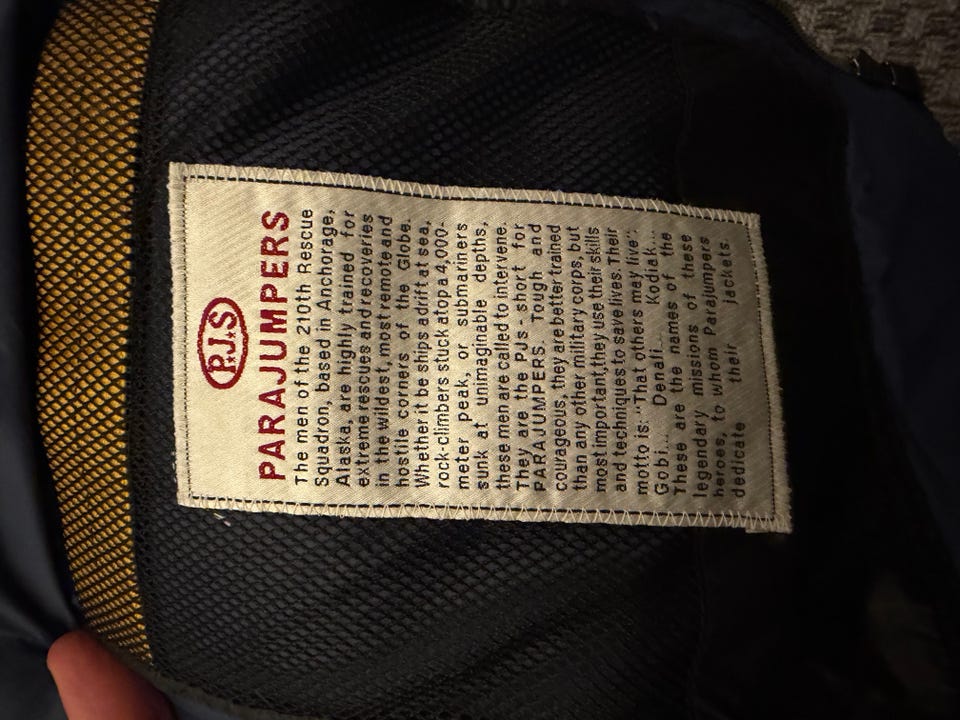 P.J.S
PARAJUMPERS
The men of the 210th Rescue
Squadron, based in Anchorage,
Alaska, are highly trained for
extreme rescues and recoveries
in the wildest, most remote and
hostile corners of the Globe.
Whether it be ships adrift at sea,
rock-climbers stuck atop a 4,000-
meter peak, or submariners
sunk at unimaginable depths,
these men are called to intervene.
They are the PJs - short for
PARAJUMPERS. Tough and
courageous, they are better trained
than any other military corps, but
most important, they use their skills
and techniques to save lives. Their
motto is: "That others may live".
Gobi... Denali... Kodiak...
These are the names of the
legendary missions of these
heroes, to whom Parajumpers
dedicate their jackets.